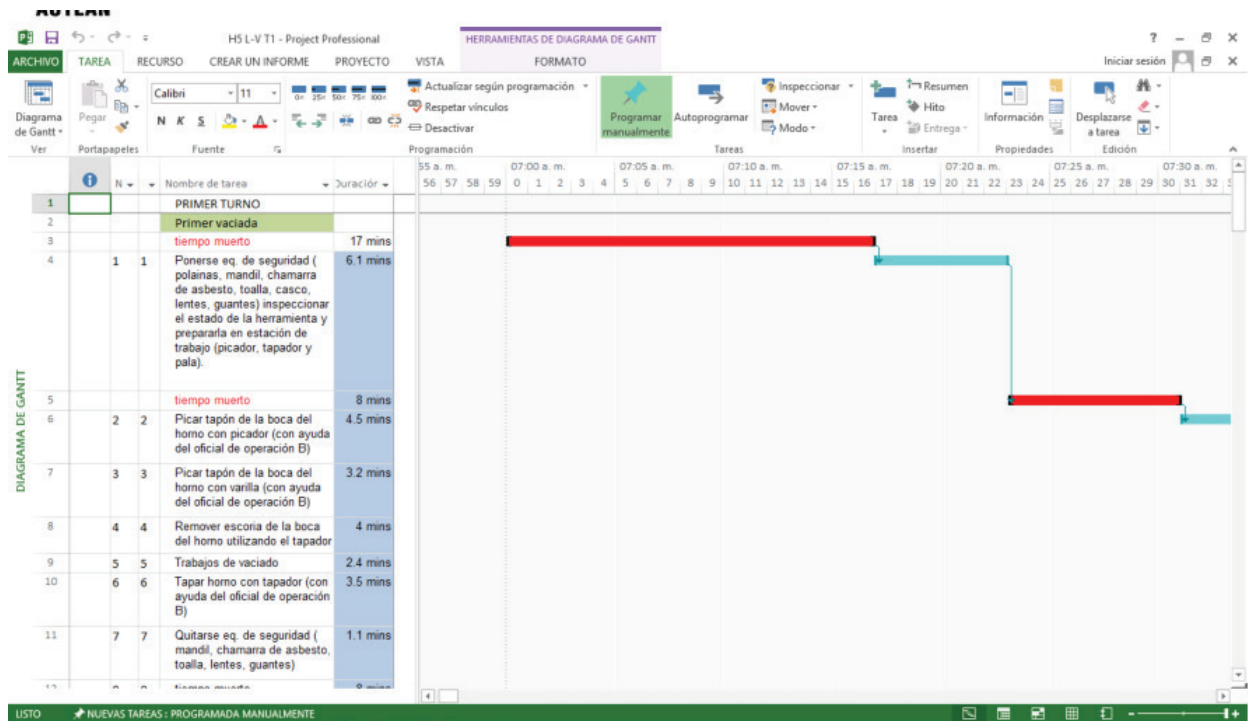 AUTLAN
H5 L-V T1 - Project Professional
HERRAMIENTAS DE DIAGRAMA DE GANTT
?
ARCHIVO TAREA RECURSO CREAR UN INFORME PROYECTO VISTA FORMATO Iniciar sesión
Diagrama de Gantt
Ver
Pegar
Portapapeles
Calibri 11
N K S A
Fuente
0× 25× 50× 75× 100×
Actualizar según programación
Respetar vínculos
Desactivar
Programación
Programar manualmente
Autoprogramar
Inspeccionar
Mover
Modo
Tareas
Tarea
Resumen
Hito
Entrega
Insertar
Información
Propiedades
Desplazarse a tarea
Edición
N Nombre de tarea Duración
55 a. m. 07:00 a. m. 07:05 a. m. 07:10 a. m. 07:15 a. m. 07:20 a. m. 07:25 a. m. 07:30 a. m.
56 57 58 59 0 1 2 3 4 5 6 7 8 9 10 11 12 13 14 15 16 17 18 19 20 21 22 23 24 25 26 27 28 29 30 31 32
1 PRIMER TURNO
2 Primer vaciada
3 tiempo muerto 17 mins
4 1 1 Ponerse eq. de seguridad ( 6.1 mins
polainas, mandil, chamarra
de asbesto, toalla, casco,
lentes, guantes) inspeccionar
el estado de la herramienta y
prepararla en estación de
trabajo (picador, tapador y
pala).
5 tiempo muerto 8 mins
6 2 2 Picar tapón de la boca del 4.5 mins
horno con picador (con ayuda
del oficial de operación B)
7 3 3 Picar tapón de la boca del 3.2 mins
horno con varilla (con ayuda
del oficial de operación B)
8 4 4 Remover escoria de la boca 4 mins
del horno utilizando el tapador
9 5 5 Trabajos de vaciado 2.4 mins
10 6 6 Tapar horno con tapador (con 3.5 mins
ayuda del oficial de operación
B)
11 7 7 Quitarse eq. de seguridad ( 1.1 mins
mandil, chamarra de asbesto,
toalla, lentes, guantes)
DIAGRAMA DE GANTT
LISTO NUEVAS TAREAS : PROGRAMADA MANUALMENTE